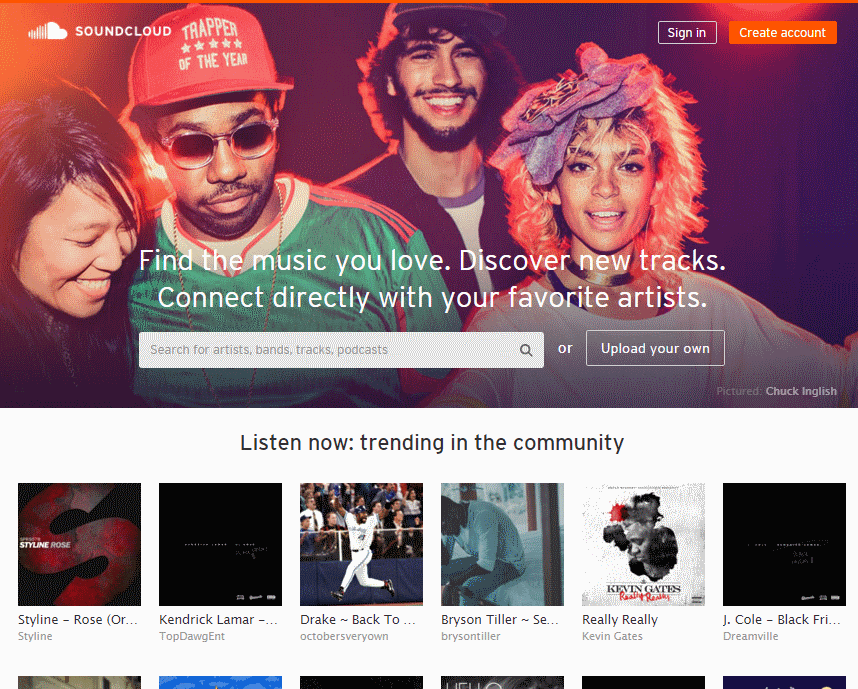 SOUNDCLOUD
TRAPPER
OF THE YEAR
Sign in
Create account
Find the music you love. Discover new tracks.
Connect directly with your favorite artists.
Search for artists, bands, tracks, podcasts
or
Upload your own
Pictured: Chuck Inglish
Listen now: trending in the community
STYLINE ROSE
KEVIN GATES
Really Really
Styline – Rose (Or...
Kendrick Lamar –...
Drake ~ Back To ...
Bryson Tiller ~ Se...
Really Really
J. Cole – Black Fri...
Styline
TopDawgEnt
octobersveryown
brysontiller
Kevin Gates
Dreamville
HELLO